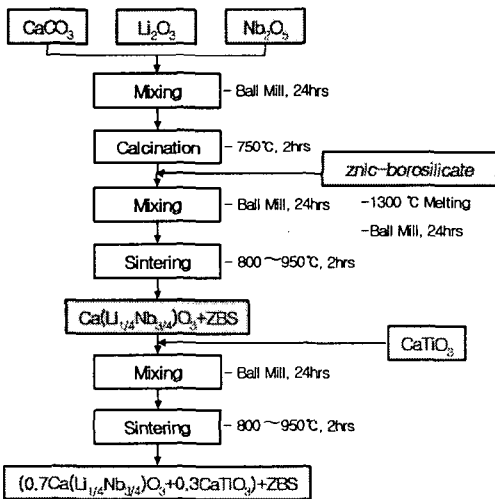 CaCO₃ Li₂O₃ Nb₂O₅
Mixing - Ball Mill, 24hrs
Calcination - 750℃, 2hrs
znic-borosilicate
Mixing - Ball Mill, 24hrs -1300 ℃ Melting
-Ball Mill, 24hrs
Sintering - 800~950℃, 2hrs
Ca(Li₁/₄Nb₃/₄)O₃+ZBS
CaTiO₃
Mixing - Ball Mill, 24hrs
Sintering - 800~950℃, 2hrs
(0.7Ca(Li₁/₄Nb₃/₄)O₃+0.3CaTiO₃)+ZBS